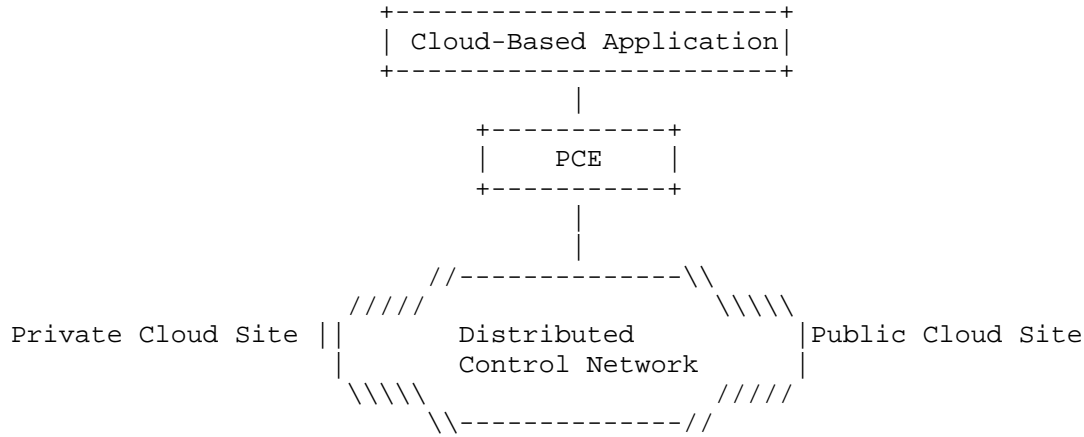 Cloud-Based Application
PCE
Private Cloud Site Distributed Public Cloud Site
Control Network